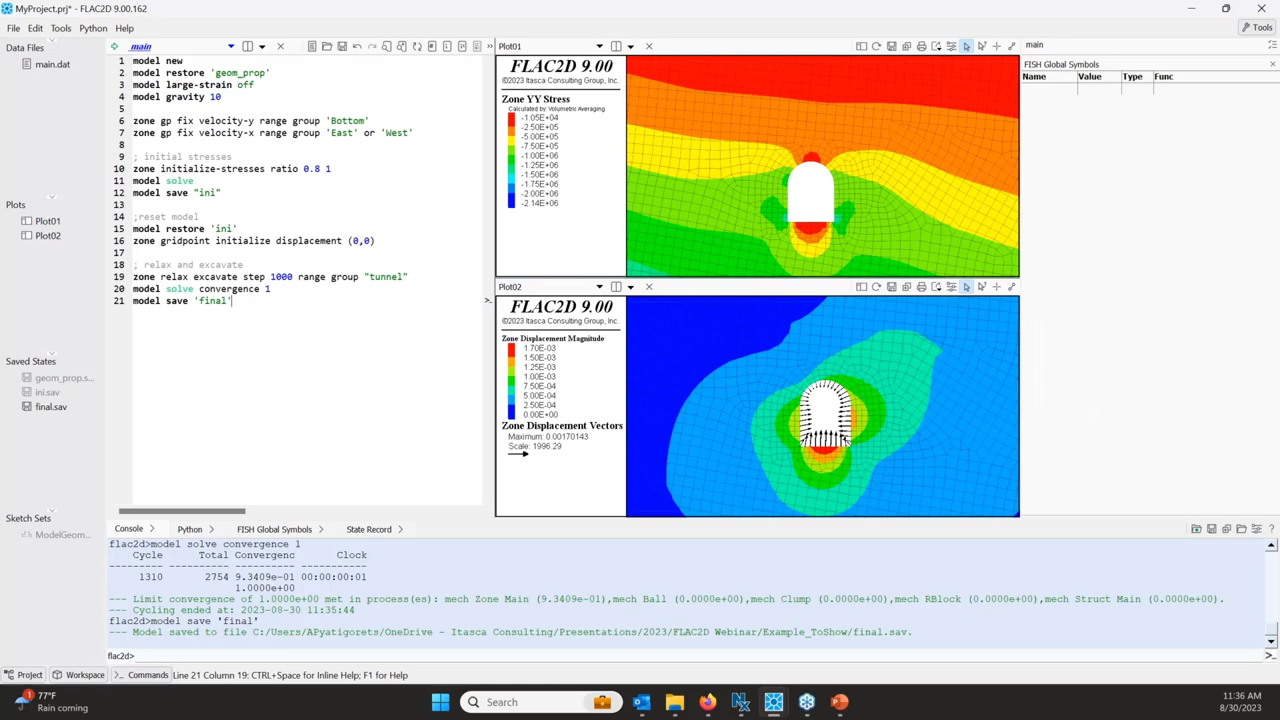 MyProject.prj* - FLAC2D 9.00.162
File Edit Tools Python Help
Tools
Data Files
main.dat
Plots
Plot01
Plot02
Saved States
geom_prop.s...
ini.sav
final.sav
Sketch Sets
ModelGeom...
main
1 model new
2 model restore 'geom_prop'
3 model large-strain off
4 model gravity 10
5
6 zone gp fix velocity-y range group 'Bottom'
7 zone gp fix velocity-x range group 'East' or 'West'
8
9 ; initial stresses
10 zone initialize-stresses ratio 0.8 1
11 model solve
12 model save "ini"
13
14 ;reset model
15 model restore 'ini'
16 zone gridpoint initialize displacement (0,0)
17
18 ; relax and excavate
19 zone relax excavate step 1000 range group "tunnel"
20 model solve convergence 1
21 model save 'final'
Plot01
FLAC2D 9.00
©2023 Itasca Consulting Group, Inc.
Zone YY Stress
Calculated by: Volumetric Averaging
-1.05E+04
-2.50E+05
-5.00E+05
-7.50E+05
-1.00E+06
-1.25E+06
-1.50E+06
-1.75E+06
-2.00E+06
-2.14E+06
Plot02
FLAC2D 9.00
©2023 Itasca Consulting Group, Inc.
Zone Displacement Magnitude
1.70E-03
1.50E-03
1.25E-03
1.00E-03
7.50E-04
5.00E-04
2.50E-04
0.00E+00
Zone Displacement Vectors
Maximum: 0.00170143
Scale: 1996.29
main
FISH Global Symbols
Name Value Type Func
Console Python FISH Global Symbols State Record
flac2d>model solve convergence 1
Cycle Total Convergenc Clock
--------- ---------- ---------- -----------
1310 2754 9.3409e-01 00:00:00:01
1.0000e+00
--- Limit convergence of 1.0000e+00 met in process(es): mech Zone Main (9.3409e-01),mech Ball (0.0000e+00),mech Clump (0.0000e+00),mech RBlock (0.0000e+00),mech Struct Main (0.0000e+00).
--- Cycling ended at: 2023-08-30 11:35:44
flac2d>model save 'final'
--- Model saved to file C:/Users/APyatigorets/OneDrive - Itasca Consulting/Presentations/2023/FLAC2D Webinar/Example_ToShow/final.sav.
flac2d>
Project Workspace Commands Line 21 Column 19: CTRL+Space for Inline Help; F1 for Help
1
77°F
Rain coming
Search
11:36 AM
8/30/2023